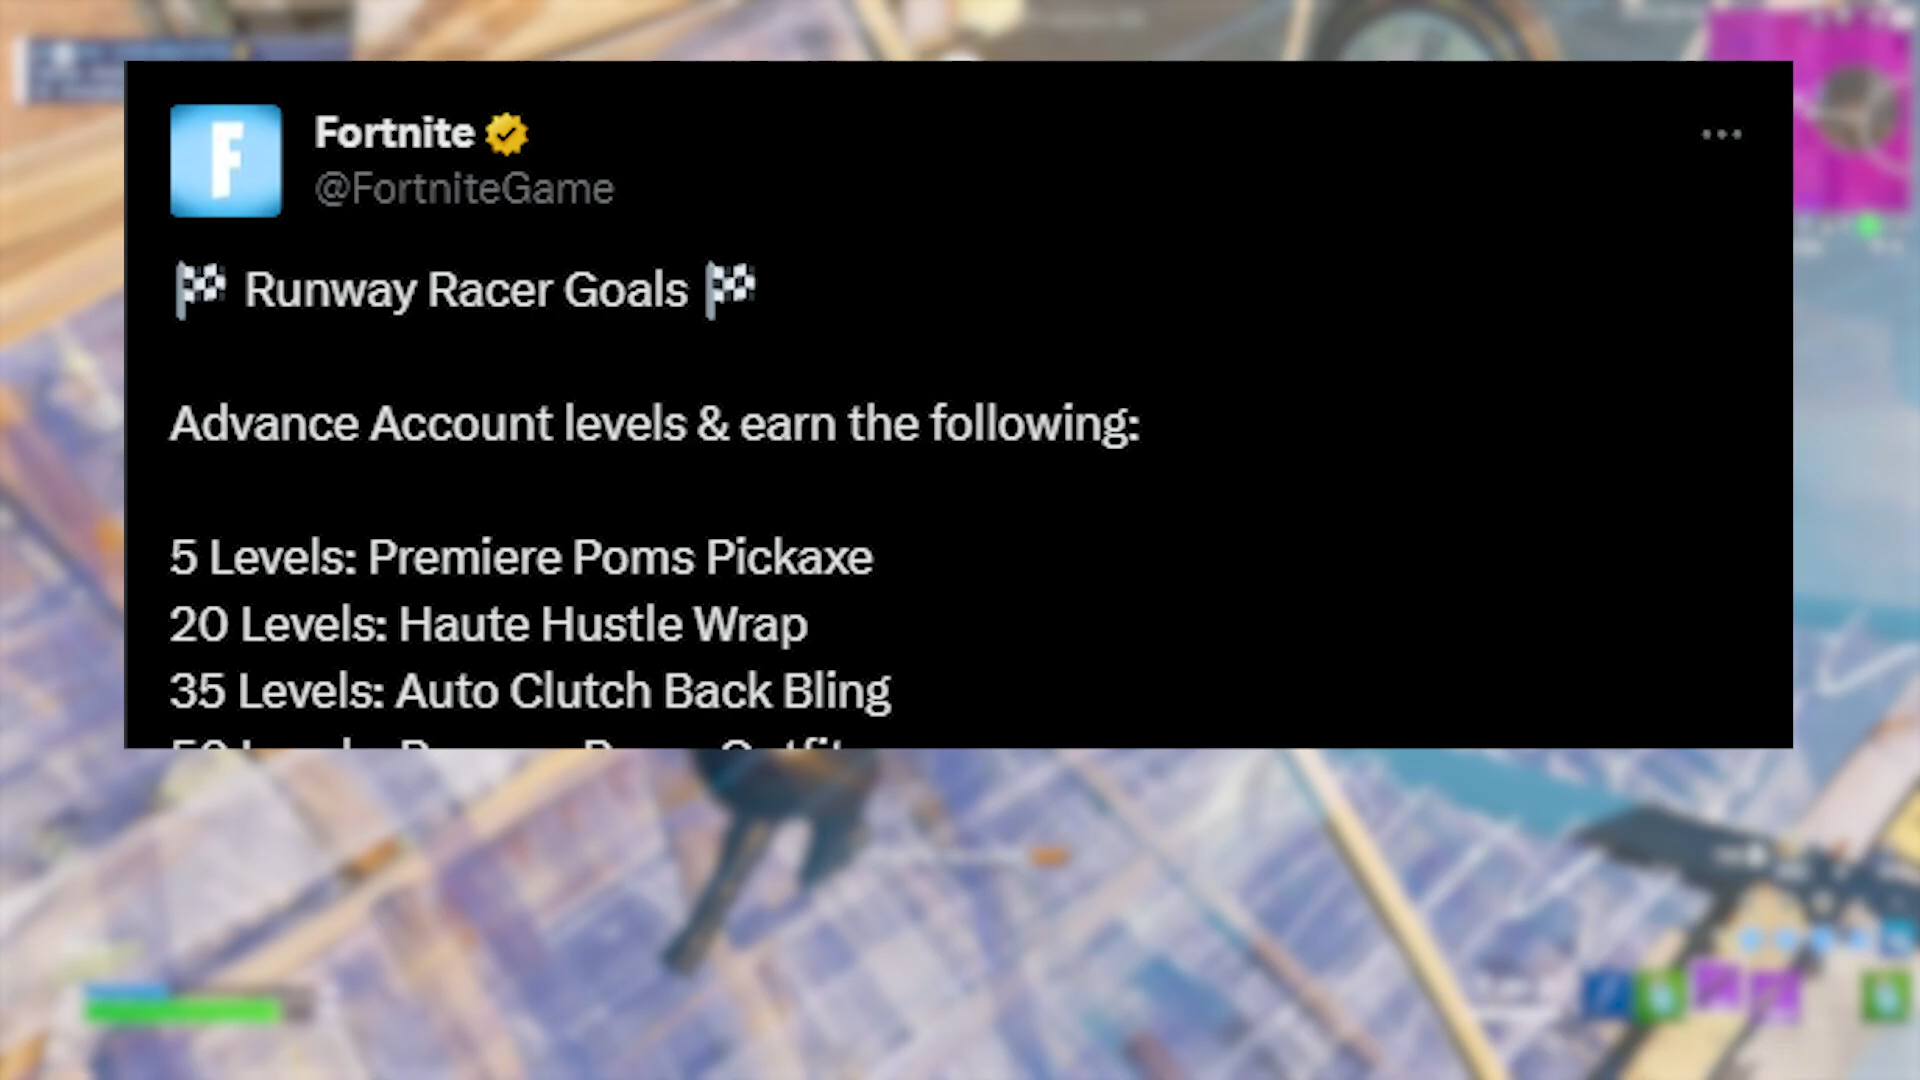 Fortnite
@FortniteGame
🏁 Runway Racer Goals 🏁
Advance Account levels & earn the following:
5 Levels: Premiere Poms Pickaxe
20 Levels: Haute Hustle Wrap
35 Levels: Auto Clutch Back Bling